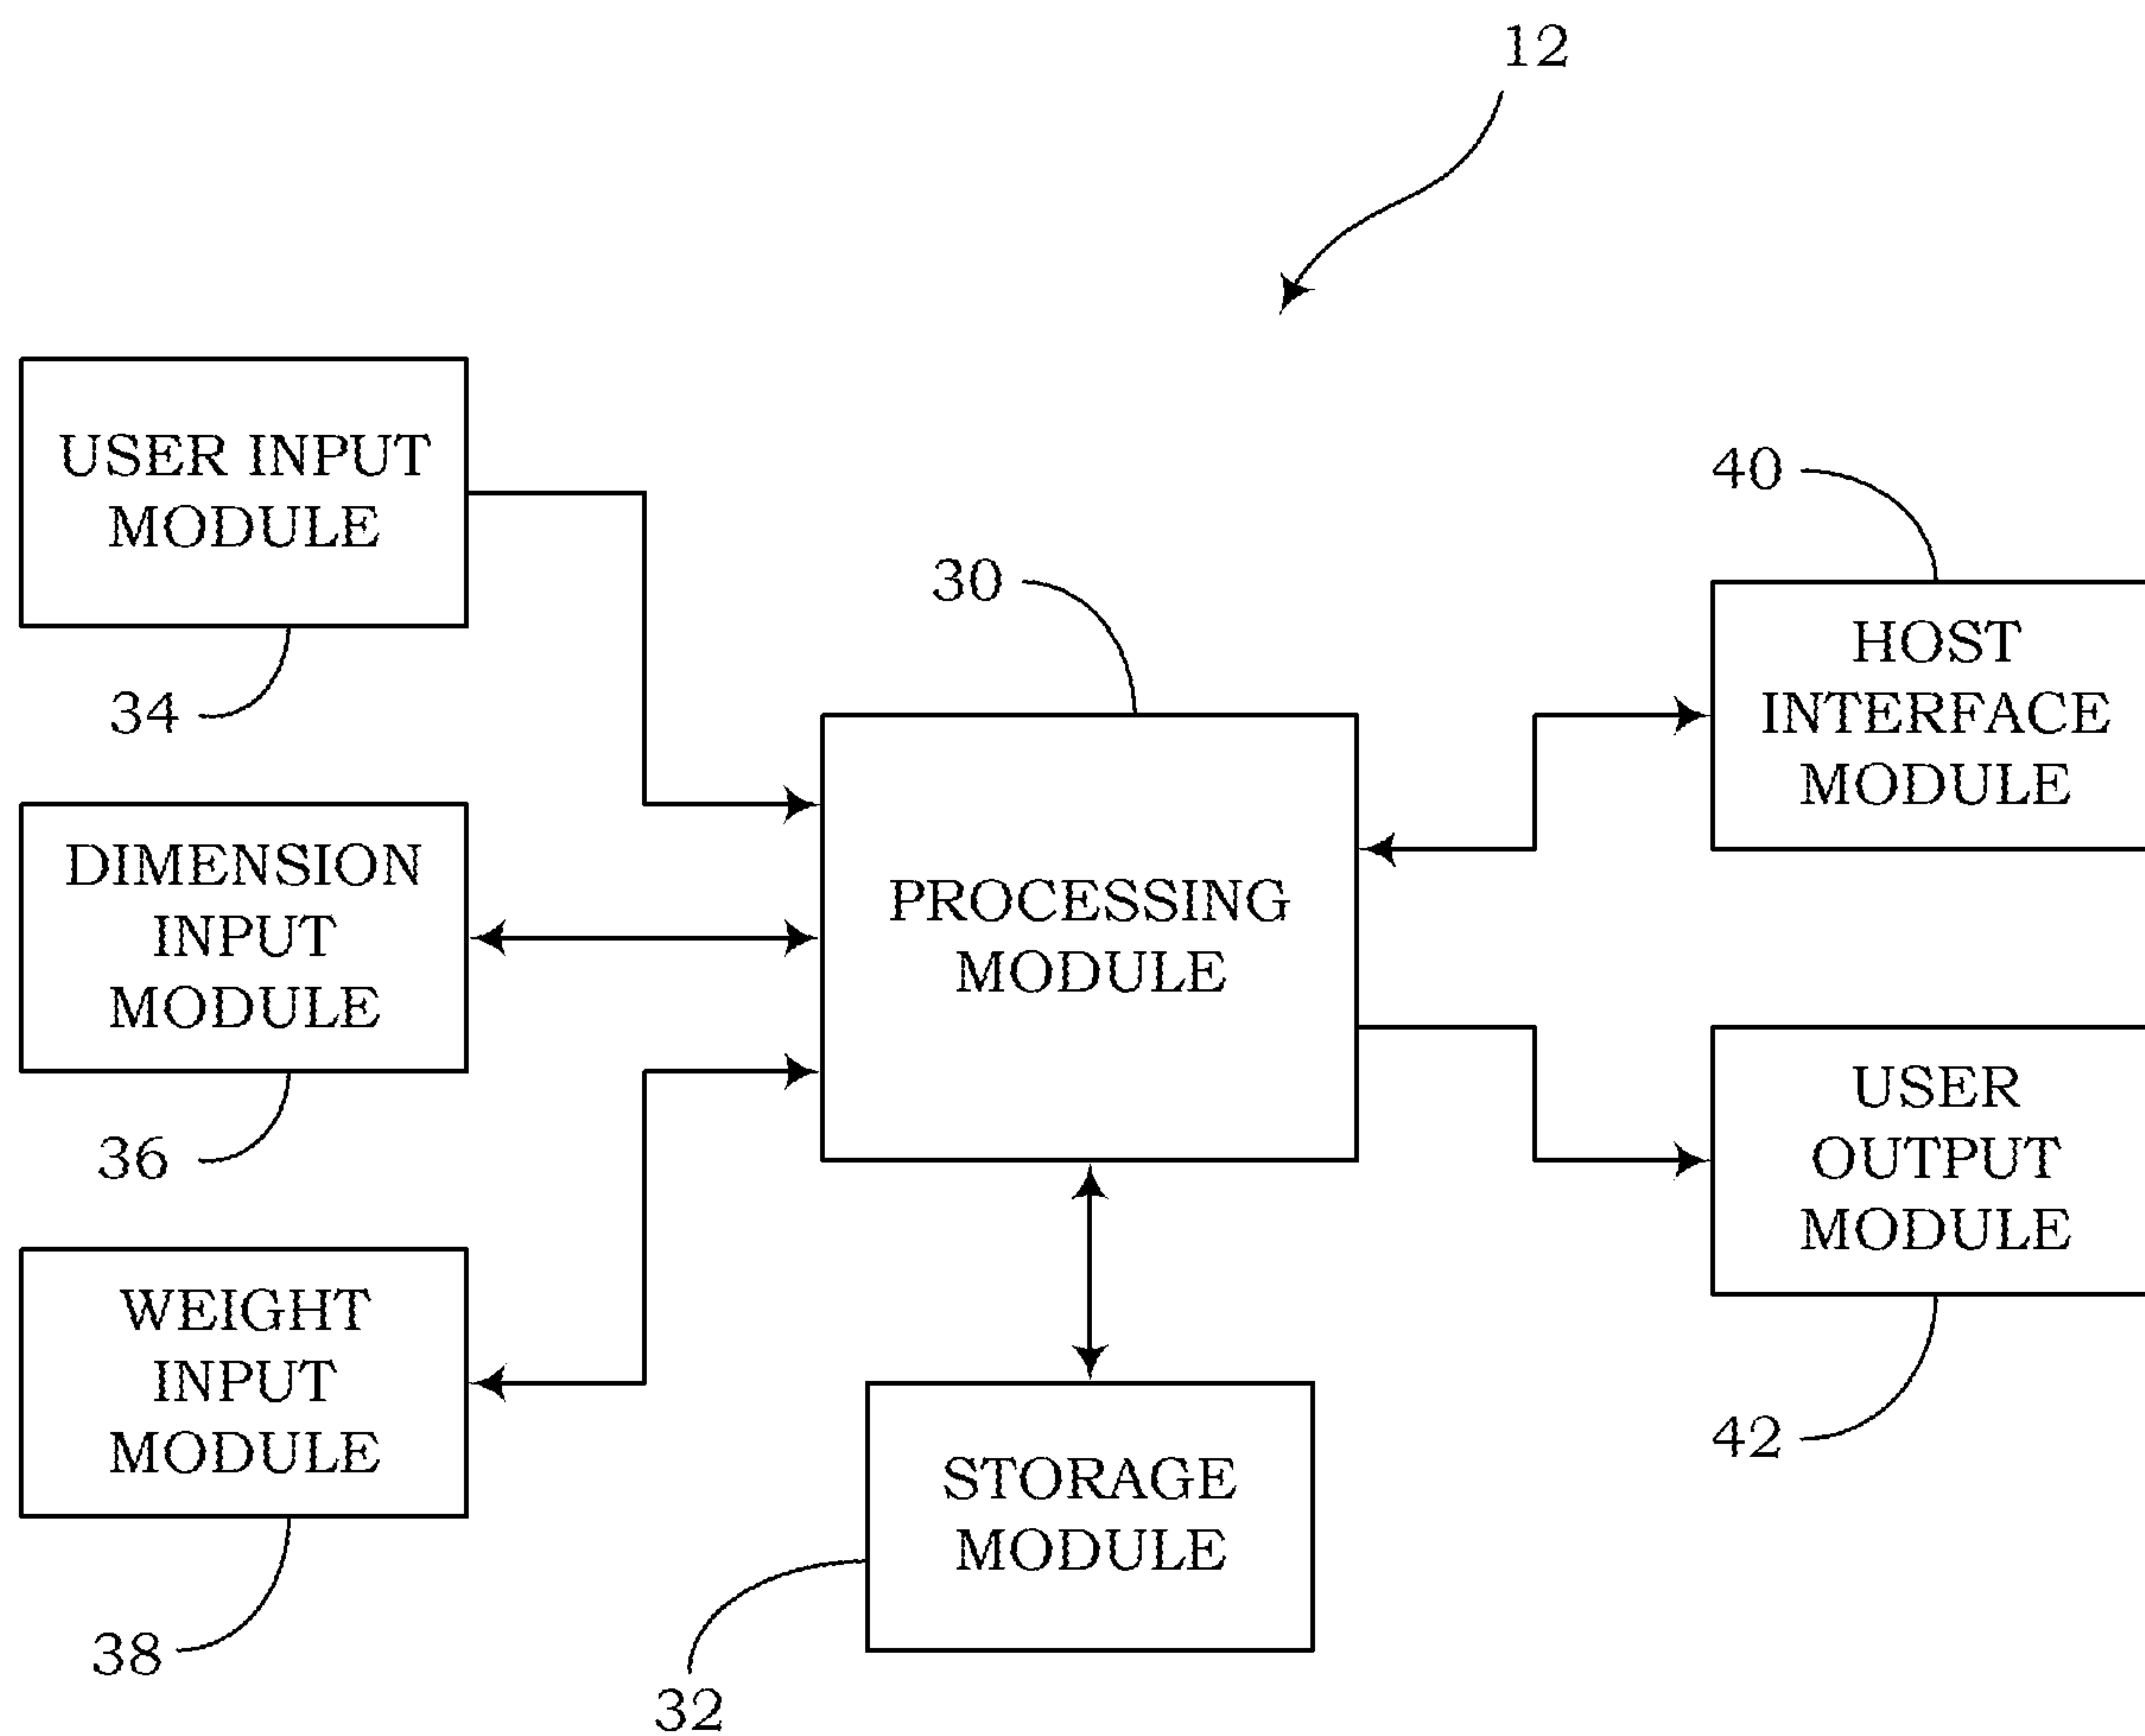 12
USER INPUT
MODULE
34
DIMENSION
INPUT
MODULE
36
WEIGHT
INPUT
MODULE
38
30
PROCESSING
MODULE
STORAGE
MODULE
32
40
HOST
INTERFACE
MODULE
USER
OUTPUT
MODULE
42